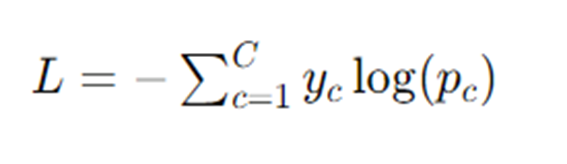 L = − ∑_{c=1}^{C} y_c log(p_c)